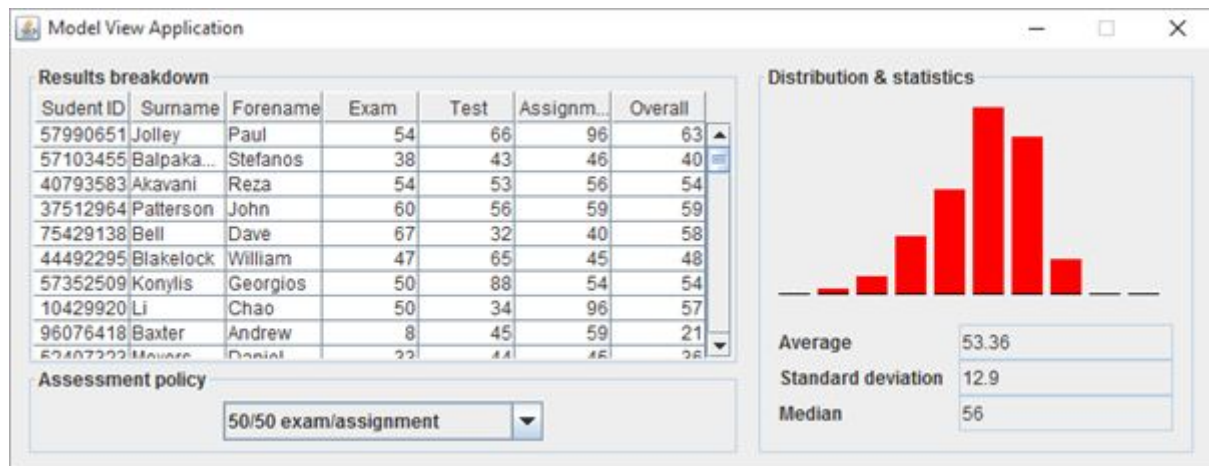 Model View Application
Results breakdown
Sudent ID Surname Forename Exam Test Assignm... Overall
57990651 Jolley Paul 54 66 96 63
57103455 Balpaka... Stefanos 38 43 46 40
40793583 Akavani Reza 54 53 56 54
37512964 Patterson John 60 56 59 59
75429138 Bell Dave 67 32 40 58
44492295 Blakelock William 47 65 45 48
57352509 Konylis Georgios 50 88 54 54
10429920 Li Chao 50 34 96 57
96076418 Baxter Andrew 8 45 59 21
Assessment policy
50/50 exam/assignment
Distribution & statistics
Average 53.36
Standard deviation 12.9
Median 56